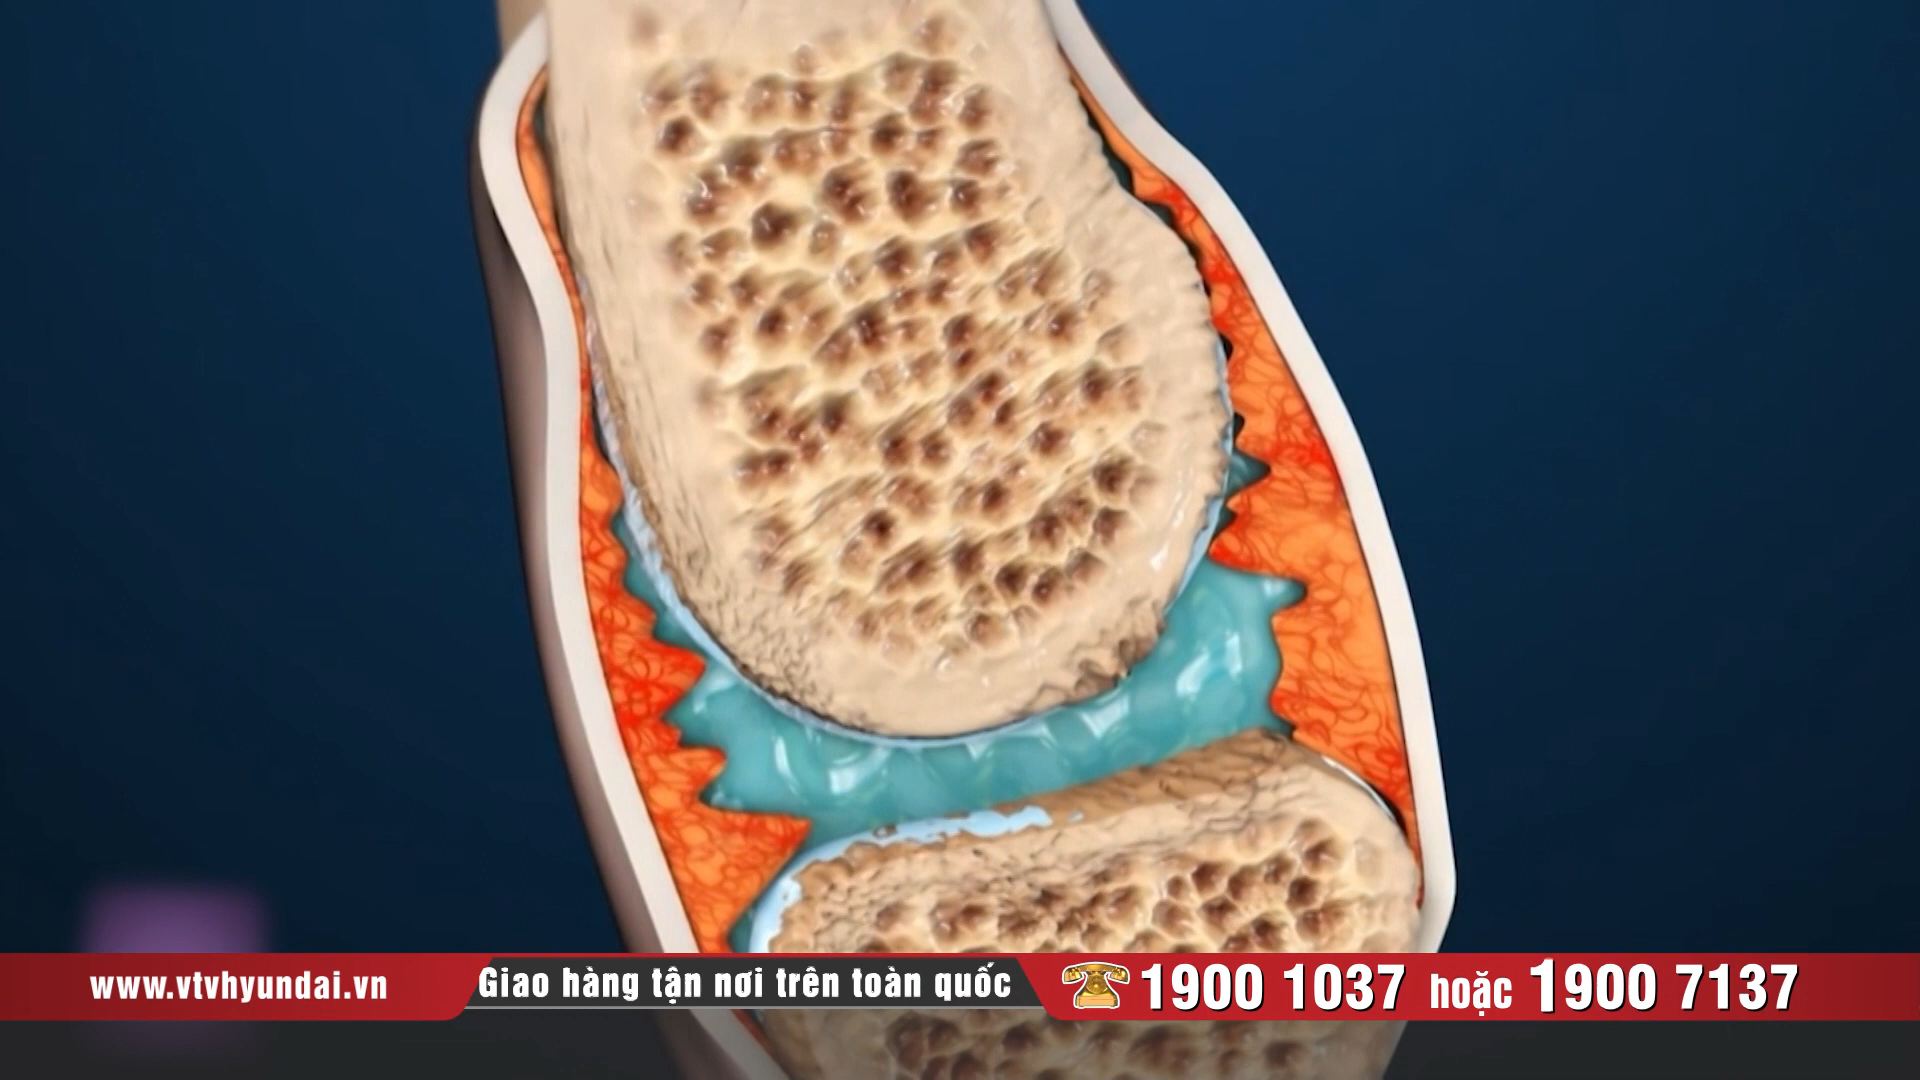 www.vtvhyundai.vn
Giao hàng tận nơi trên toàn quốc
1900 1037 hoặc 1900 7137